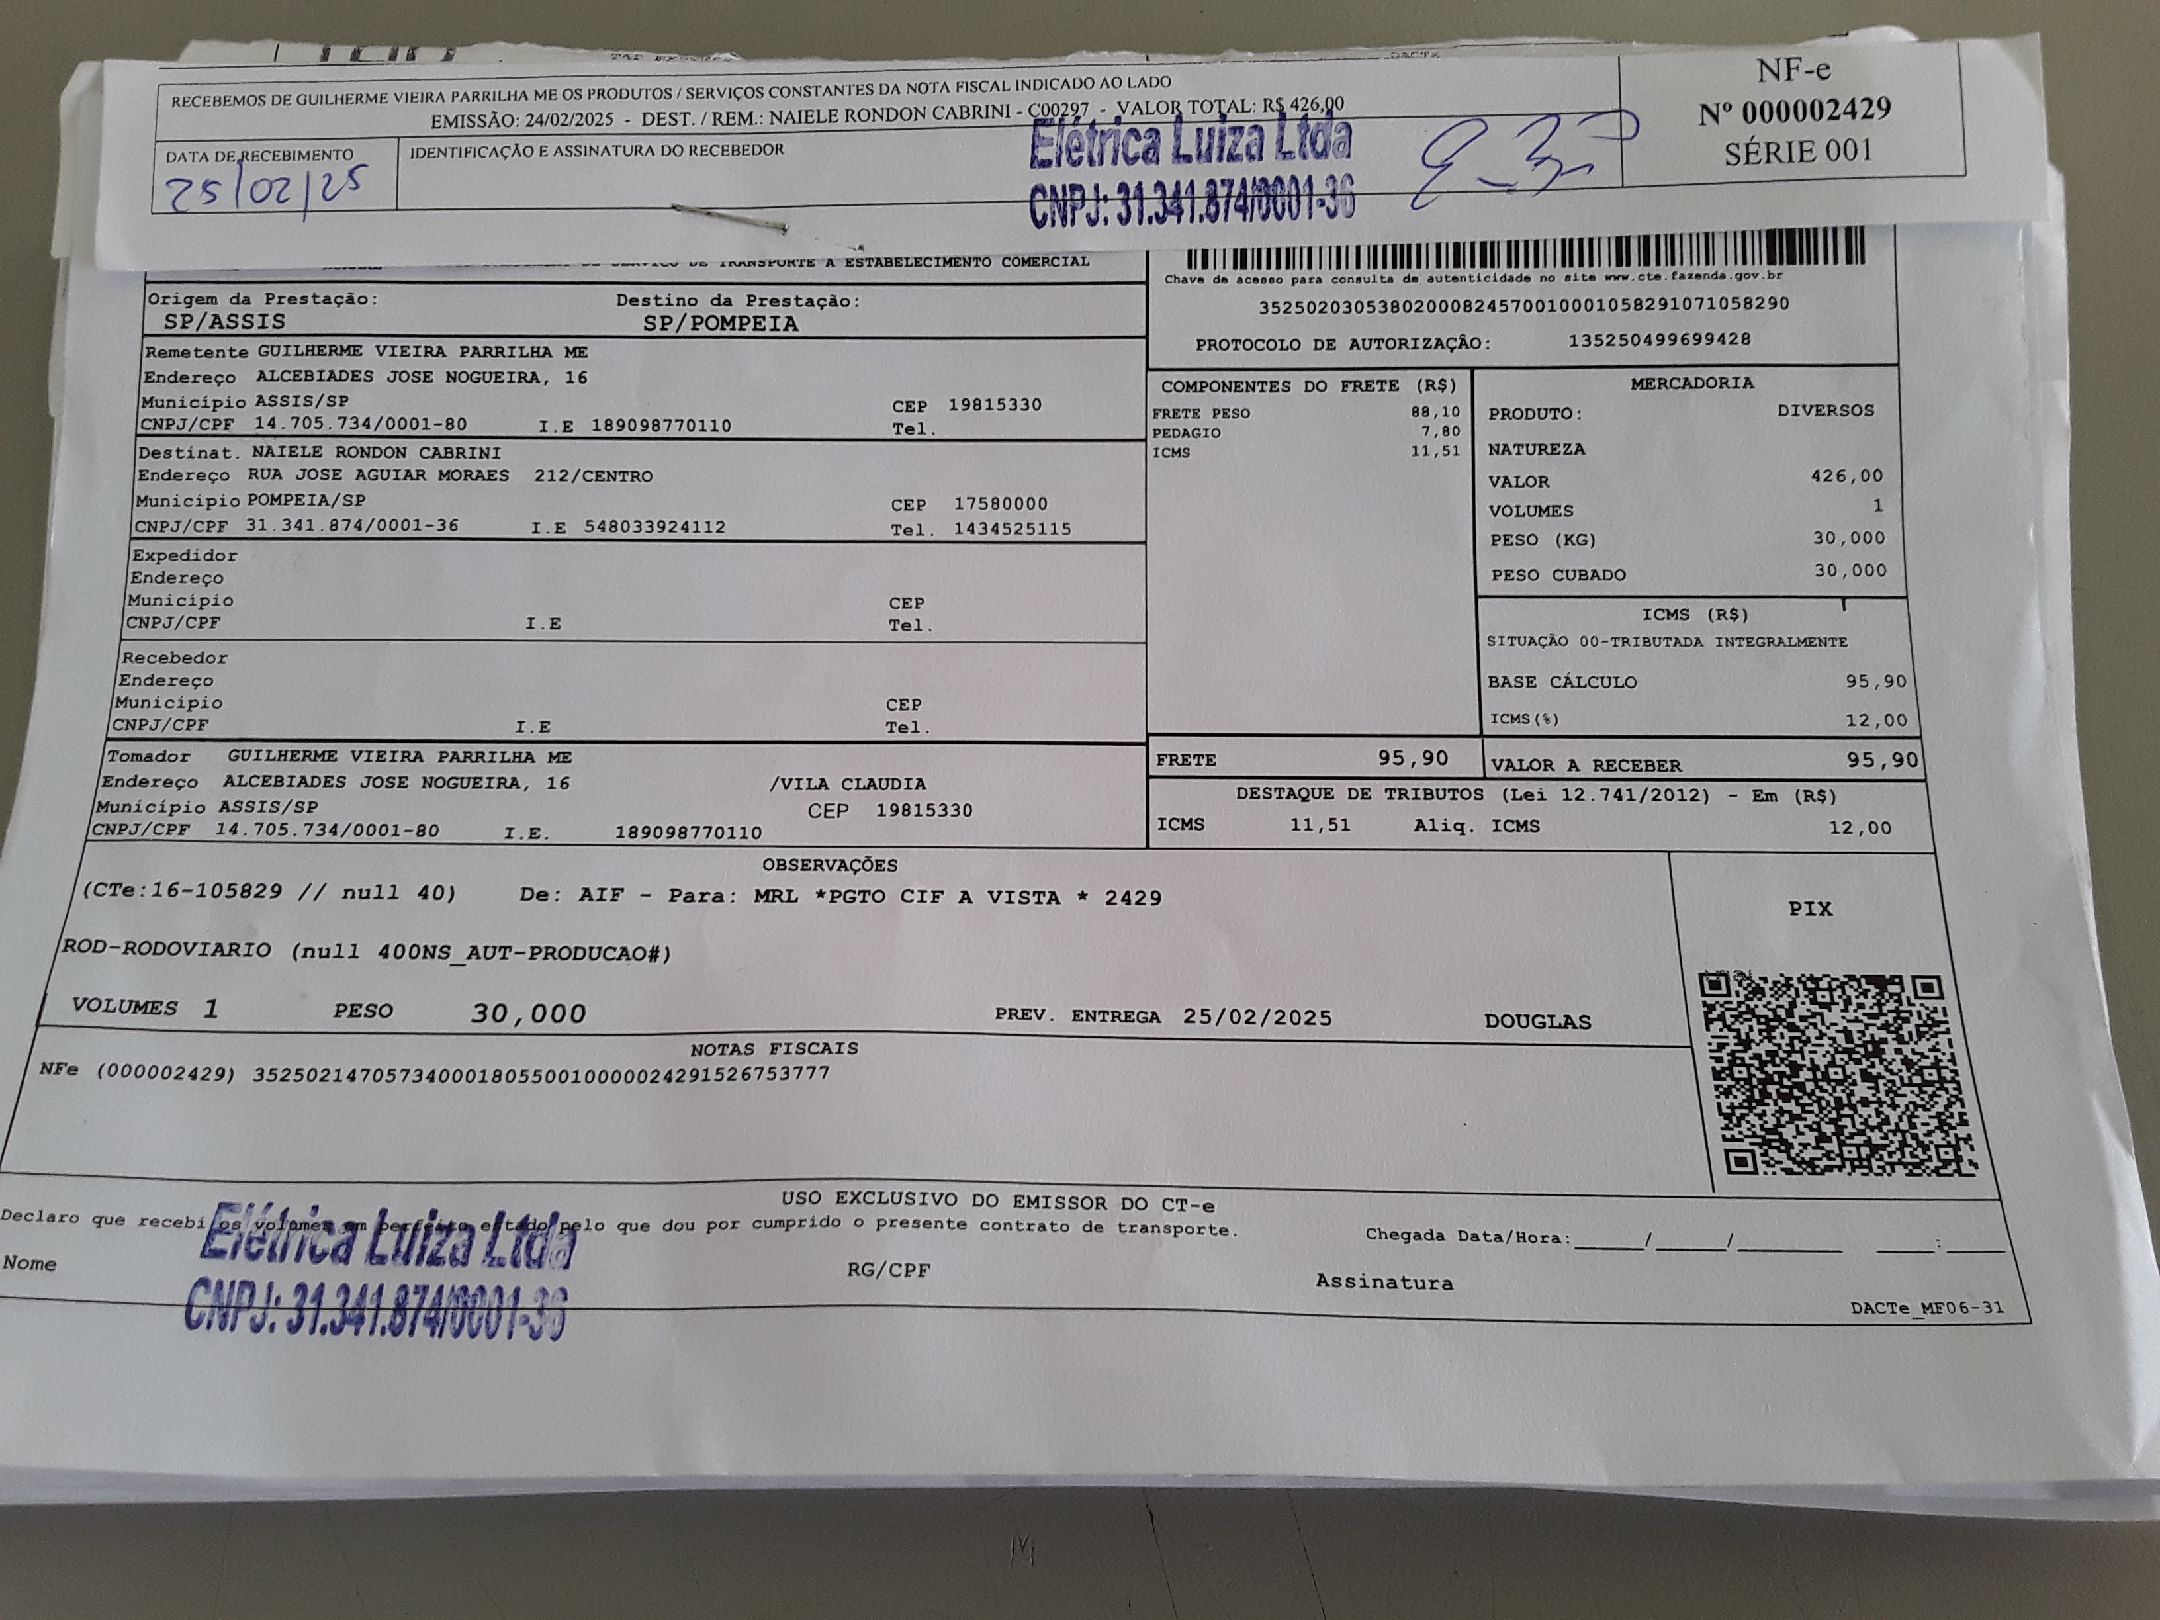 RECEBEMOS DE GUILHERME VIEIRA PARRILHA ME OS PRODUTOS / SERVIÇOS CONSTANTES DA NOTA FISCAL INDICADO AO LADO
EMISSÃO: 24/02/2025 - DEST. / REM.: NAIELE RONDON CABRINI - C00297 - VALOR TOTAL: R$ 426,00
DATA DE RECEBIMENTO
25/02/25
IDENTIFICAÇÃO E ASSINATURA DO RECEBEDOR
Elétrica Luiza Ltda
CNPJ: 31.341.874/0001-36
NF-e
Nº 000002429
SÉRIE 001
DE TRANSPORTE A ESTABELECIMENTO COMERCIAL
Origem da Prestação: Destino da Prestação:
SP/ASSIS SP/POMPEIA
Remetente GUILHERME VIEIRA PARRILHA ME
Endereço ALCEBIADES JOSE NOGUEIRA, 16
Município ASSIS/SP CEP 19815330
CNPJ/CPF 14.705.734/0001-80 I.E 189098770110 Tel.
Destinat. NAIELE RONDON CABRINI
Endereço RUA JOSE AGUIAR MORAES 212/CENTRO
Município POMPEIA/SP CEP 17580000
CNPJ/CPF 31.341.874/0001-36 I.E 548033924112 Tel. 1434525115
Expedidor
Endereço
Município CEP
CNPJ/CPF I.E Tel.
Recebedor
Endereço
Município CEP
CNPJ/CPF I.E Tel.
Tomador GUILHERME VIEIRA PARRILHA ME
Endereço ALCEBIADES JOSE NOGUEIRA, 16 /VILA CLAUDIA
Município ASSIS/SP CEP 19815330
CNPJ/CPF 14.705.734/0001-80 I.E. 189098770110
Chave de acesso para consulta de autenticidade no site www.cte.fazenda.gov.br
35250203053802000824570010001058291071058290
PROTOCOLO DE AUTORIZAÇÃO: 135250499699428
COMPONENTES DO FRETE (R$)
FRETE PESO 88,10
PEDAGIO 7,80
ICMS 11,51
MERCADORIA
PRODUTO: DIVERSOS
NATUREZA
VALOR 426,00
VOLUMES 1
PESO (KG) 30,000
PESO CUBADO 30,000
ICMS (R$)
SITUAÇÃO 00-TRIBUTADA INTEGRALMENTE
BASE CÁLCULO 95,90
ICMS(%) 12,00
FRETE 95,90 VALOR A RECEBER 95,90
DESTAQUE DE TRIBUTOS (Lei 12.741/2012) - Em (R$)
ICMS 11,51 Aliq. ICMS 12,00
OBSERVAÇÕES
(CTe:16-105829 // null 40) De: AIF - Para: MRL *PGTO CIF A VISTA * 2429
ROD-RODOVIARIO (null 400NS_AUT-PRODUCAO#)
VOLUMES 1 PESO 30,000 PREV. ENTREGA 25/02/2025 DOUGLAS
PIX
NOTAS FISCAIS
NFe (000002429) 35250214705734000180550010000024291526753777
USO EXCLUSIVO DO EMISSOR DO CT-e
Declaro que recebi os volumes em perfeito estado pelo que dou por cumprido o presente contrato de transporte.
Chegada Data/Hora:_____/_____/_______ ____:____
Nome RG/CPF Assinatura
Elétrica Luiza Ltda
CNPJ: 31.341.874/0001-36
DACTe_MF06-31